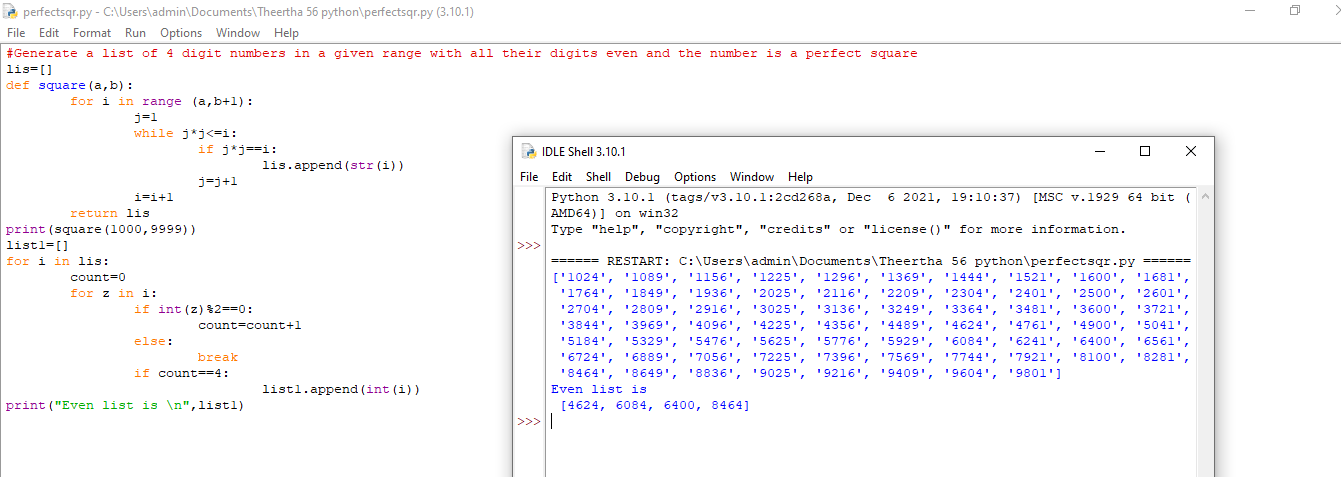 perfectsqr.py - C:\Users\admin\Documents\Theertha 56 python\perfectsqr.py (3.10.1)
File Edit Format Run Options Window Help
#Generate a list of 4 digit numbers in a given range with all their digits even and the number is a perfect square
lis=[]
def square(a,b):
        for i in range (a,b+1):
                j=1
                while j*j<=i:
                        if j*j==i:
                                lis.append(str(i))
                        j=j+1
                i=i+1
        return lis
print(square(1000,9999))
list1=[]
for i in lis:
        count=0
        for z in i:
                if int(z)%2==0:
                        count=count+1
                else:
                        break
                if count==4:
                                list1.append(int(i))
print("Even list is \n",list1)
IDLE Shell 3.10.1
File Edit Shell Debug Options Window Help
Python 3.10.1 (tags/v3.10.1:2cd268a, Dec  6 2021, 19:10:37) [MSC v.1929 64 bit (
AMD64)] on win32
Type "help", "copyright", "credits" or "license()" for more information.
>>>
====== RESTART: C:\Users\admin\Documents\Theertha 56 python\perfectsqr.py ======
['1024', '1089', '1156', '1225', '1296', '1369', '1444', '1521', '1600', '1681',
'1764', '1849', '1936', '2025', '2116', '2209', '2304', '2401', '2500', '2601',
'2704', '2809', '2916', '3025', '3136', '3249', '3364', '3481', '3600', '3721',
'3844', '3969', '4096', '4225', '4356', '4489', '4624', '4761', '4900', '5041',
'5184', '5329', '5476', '5625', '5776', '5929', '6084', '6241', '6400', '6561',
'6724', '6889', '7056', '7225', '7396', '7569', '7744', '7921', '8100', '8281',
'8464', '8649', '8836', '9025', '9216', '9409', '9604', '9801']
Even list is
 [4624, 6084, 6400, 8464]
>>>